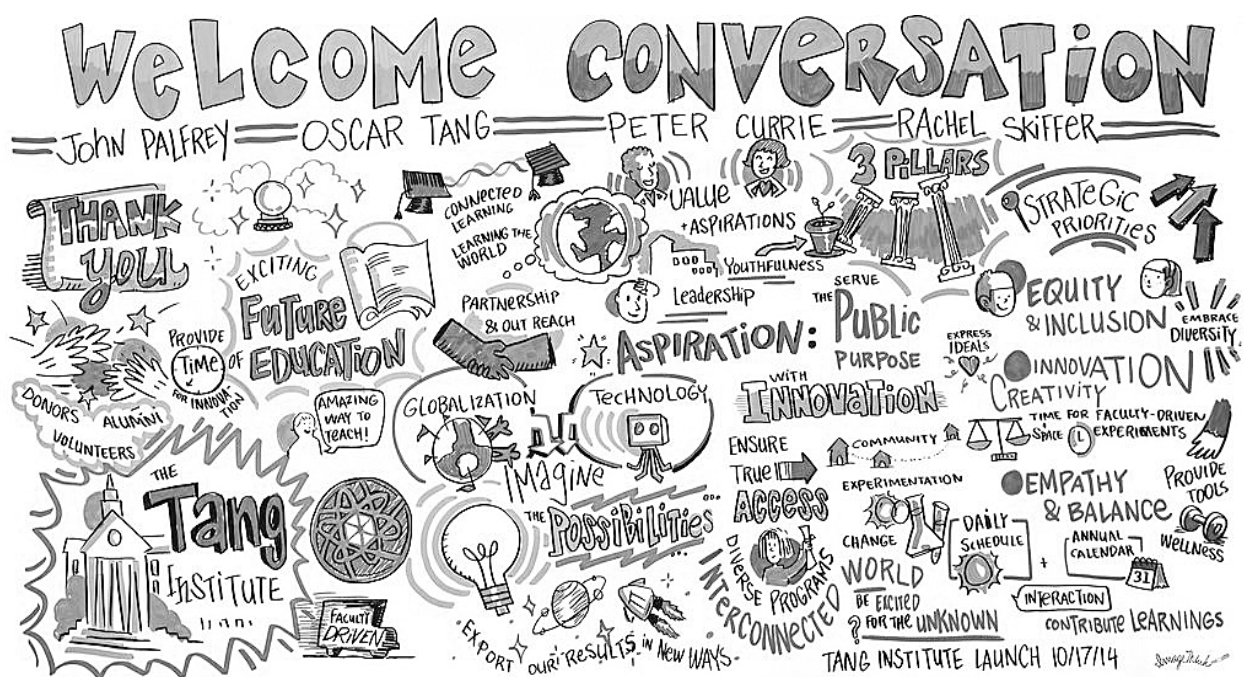 WELCOME CONVERSATION
JOHN PALFREY OSCAR TANG PETER CURRIE RACHEL SKIFFER
THANK
YOU
EXCITING
FUTURE
OF
EDUCATION
PROVIDE
TIME
FOR INNOVATION
DONORS
ALUMNI
VOLUNTEERS
THE
TANG
INSTITUTE
CONNECTED
LEARNING
LEARNING THE
WORLD
PARTNERSHIP
& OUT REACH
AMAZING
WAY TO
TEACH!
GLOBALIZATION
TECHNOLOGY
IMAGINE
THE POSSIBILITIES
FACULTY
DRIVEN
EXPORT OUR RESULTS IN NEW WAYS.
VALUE
+ ASPIRATIONS
YOUTHFULNESS
LEADERSHIP
ASPIRATION:
SERVE
THE PUBLIC
PURPOSE
WITH
INNOVATION
ENSURE
TRUE
ACCESS
DIVERSE PROGRAMS
INTERCONNECTED
3 PILLARS
STRATEGIC
PRIORITIES
EQUITY
& INCLUSION
EMBRACE
DIVERSITY
EXPRESS
IDEALS
INNOVATION
CREATIVITY
TIME FOR FACULTY-DRIVEN
SPACE EXPERIMENTS
COMMUNITY
EXPERIMENTATION
EMPATHY
& BALANCE
PROVIDE
TOOLS
WELLNESS
CHANGE
WORLD
DAILY
SCHEDULE
+
ANNUAL
CALENDAR
31
BE EXCITED
FOR THE UNKNOWN
?
INTERACTION
CONTRIBUTE LEARNINGS
TANG INSTITUTE LAUNCH 10/17/14